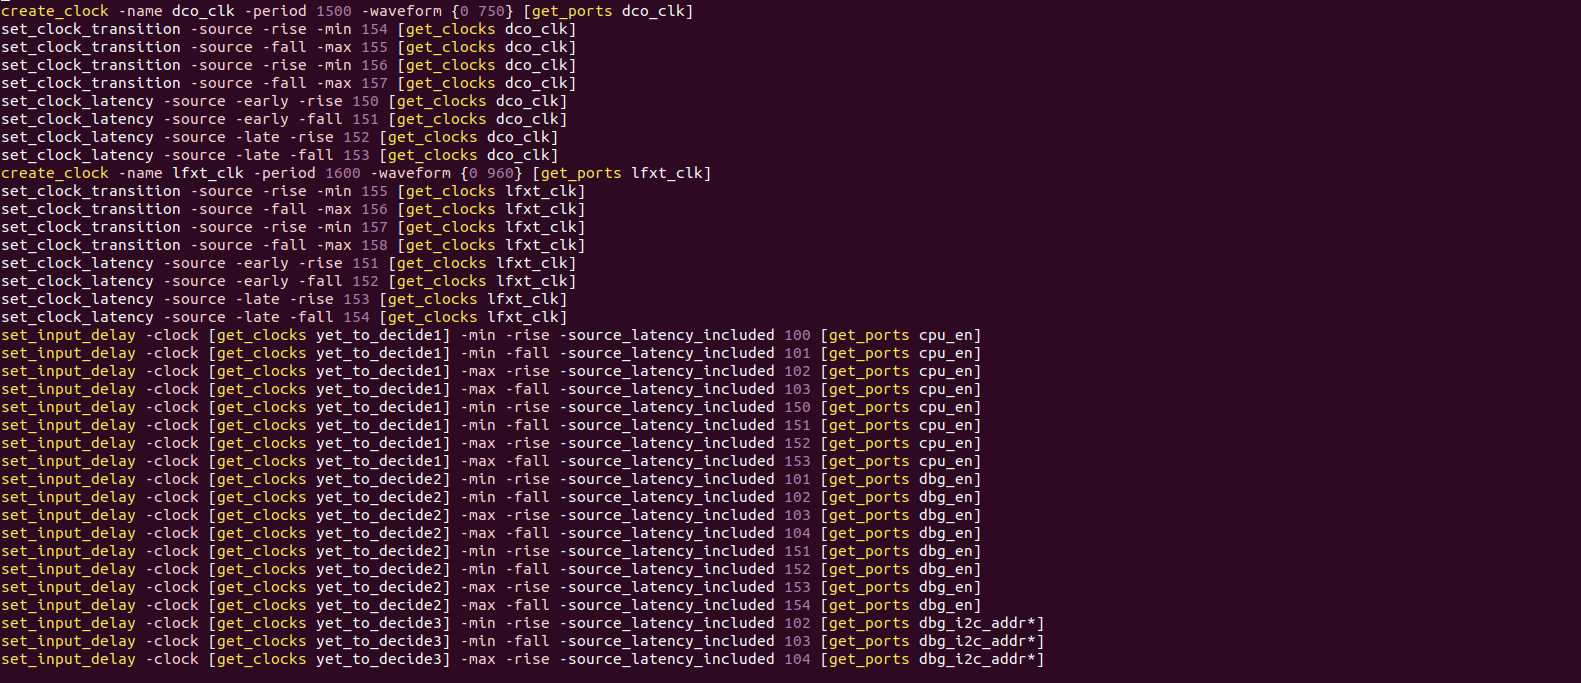 create_clock -name dco_clk -period 1500 -waveform {0 750} [get_ports dco_clk]
set_clock_transition -source -rise -min 154 [get_clocks dco_clk]
set_clock_transition -source -fall -max 155 [get_clocks dco_clk]
set_clock_transition -source -rise -min 156 [get_clocks dco_clk]
set_clock_transition -source -fall -max 157 [get_clocks dco_clk]
set_clock_latency -source -early -rise 150 [get_clocks dco_clk]
set_clock_latency -source -early -fall 151 [get_clocks dco_clk]
set_clock_latency -source -late -rise 152 [get_clocks dco_clk]
set_clock_latency -source -late -fall 153 [get_clocks dco_clk]
create_clock -name lfxt_clk -period 1600 -waveform {0 960} [get_ports lfxt_clk]
set_clock_transition -source -rise -min 155 [get_clocks lfxt_clk]
set_clock_transition -source -fall -max 156 [get_clocks lfxt_clk]
set_clock_transition -source -rise -min 157 [get_clocks lfxt_clk]
set_clock_transition -source -fall -max 158 [get_clocks lfxt_clk]
set_clock_latency -source -early -rise 151 [get_clocks lfxt_clk]
set_clock_latency -source -early -fall 152 [get_clocks lfxt_clk]
set_clock_latency -source -late -rise 153 [get_clocks lfxt_clk]
set_clock_latency -source -late -fall 154 [get_clocks lfxt_clk]
set_input_delay -clock [get_clocks yet_to_decide1] -min -rise -source_latency_included 100 [get_ports cpu_en]
set_input_delay -clock [get_clocks yet_to_decide1] -min -fall -source_latency_included 101 [get_ports cpu_en]
set_input_delay -clock [get_clocks yet_to_decide1] -max -rise -source_latency_included 102 [get_ports cpu_en]
set_input_delay -clock [get_clocks yet_to_decide1] -max -fall -source_latency_included 103 [get_ports cpu_en]
set_input_delay -clock [get_clocks yet_to_decide1] -min -rise -source_latency_included 150 [get_ports cpu_en]
set_input_delay -clock [get_clocks yet_to_decide1] -min -fall -source_latency_included 151 [get_ports cpu_en]
set_input_delay -clock [get_clocks yet_to_decide1] -max -rise -source_latency_included 152 [get_ports cpu_en]
set_input_delay -clock [get_clocks yet_to_decide1] -max -fall -source_latency_included 153 [get_ports cpu_en]
set_input_delay -clock [get_clocks yet_to_decide2] -min -rise -source_latency_included 101 [get_ports dbg_en]
set_input_delay -clock [get_clocks yet_to_decide2] -min -fall -source_latency_included 102 [get_ports dbg_en]
set_input_delay -clock [get_clocks yet_to_decide2] -max -rise -source_latency_included 103 [get_ports dbg_en]
set_input_delay -clock [get_clocks yet_to_decide2] -max -fall -source_latency_included 104 [get_ports dbg_en]
set_input_delay -clock [get_clocks yet_to_decide2] -min -rise -source_latency_included 151 [get_ports dbg_en]
set_input_delay -clock [get_clocks yet_to_decide2] -min -fall -source_latency_included 152 [get_ports dbg_en]
set_input_delay -clock [get_clocks yet_to_decide2] -max -rise -source_latency_included 153 [get_ports dbg_en]
set_input_delay -clock [get_clocks yet_to_decide2] -max -fall -source_latency_included 154 [get_ports dbg_en]
set_input_delay -clock [get_clocks yet_to_decide3] -min -rise -source_latency_included 102 [get_ports dbg_i2c_addr*]
set_input_delay -clock [get_clocks yet_to_decide3] -min -fall -source_latency_included 103 [get_ports dbg_i2c_addr*]
set_input_delay -clock [get_clocks yet_to_decide3] -max -rise -source_latency_included 104 [get_ports dbg_i2c_addr*]